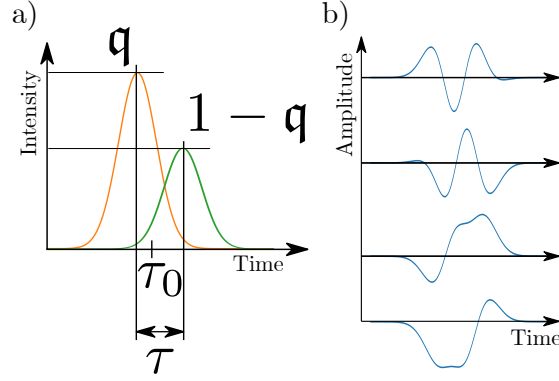 a)
𝔮
1 − 𝔮
Intensity
τ₀
Time
τ
b)
Amplitude
Time